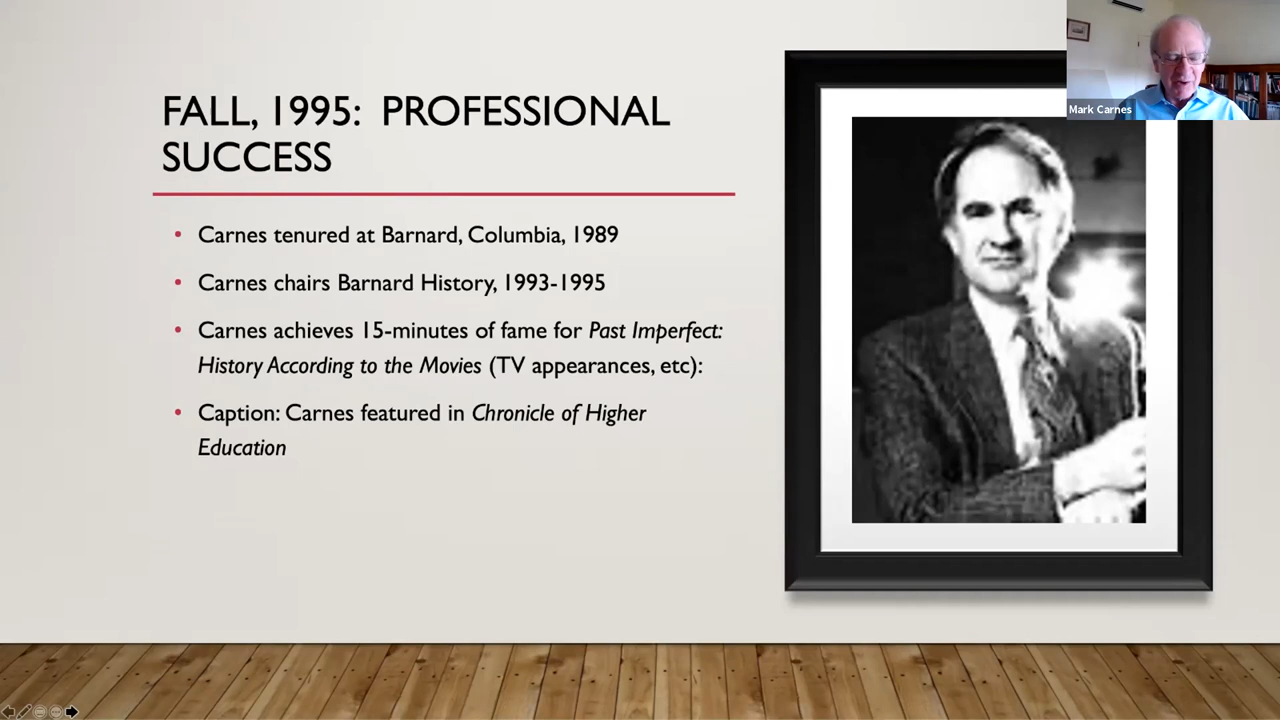 FALL, 1995: PROFESSIONAL
SUCCESS
• Carnes tenured at Barnard, Columbia, 1989
• Carnes chairs Barnard History, 1993-1995
• Carnes achieves 15-minutes of fame for Past Imperfect:
History According to the Movies (TV appearances, etc):
• Caption: Carnes featured in Chronicle of Higher
Education
Mark Carnes